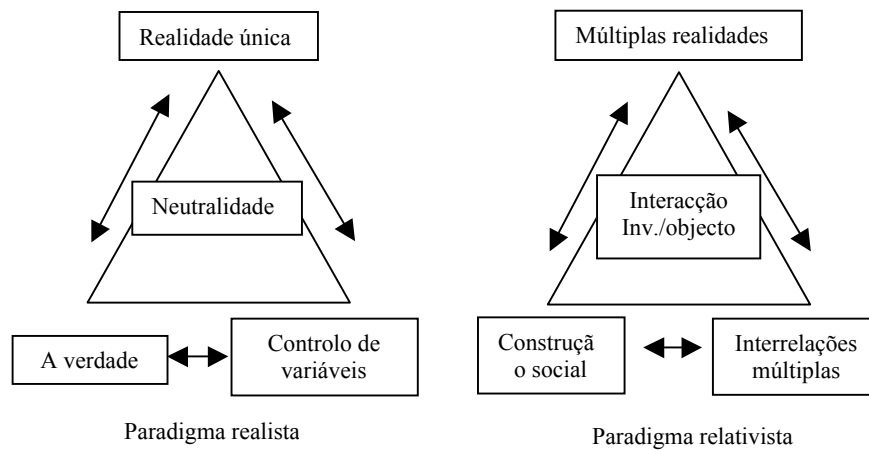 Realidade única
Neutralidade
A verdade
Controlo de
variáveis
Paradigma realista
Múltiplas realidades
Interacção
Inv./objecto
Construçã
o social
Interrelações
múltiplas
Paradigma relativista